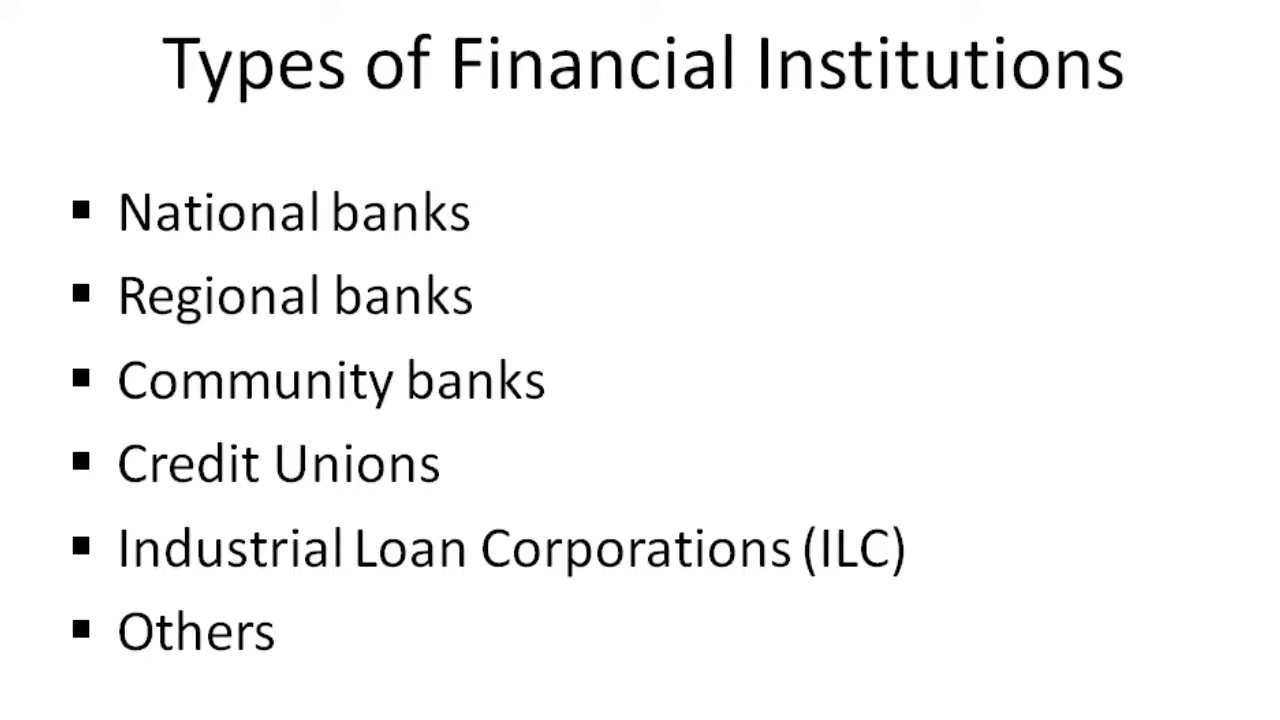 Types of Financial Institutions
▪ National banks
▪ Regional banks
▪ Community banks
▪ Credit Unions
▪ Industrial Loan Corporations (ILC)
▪ Others